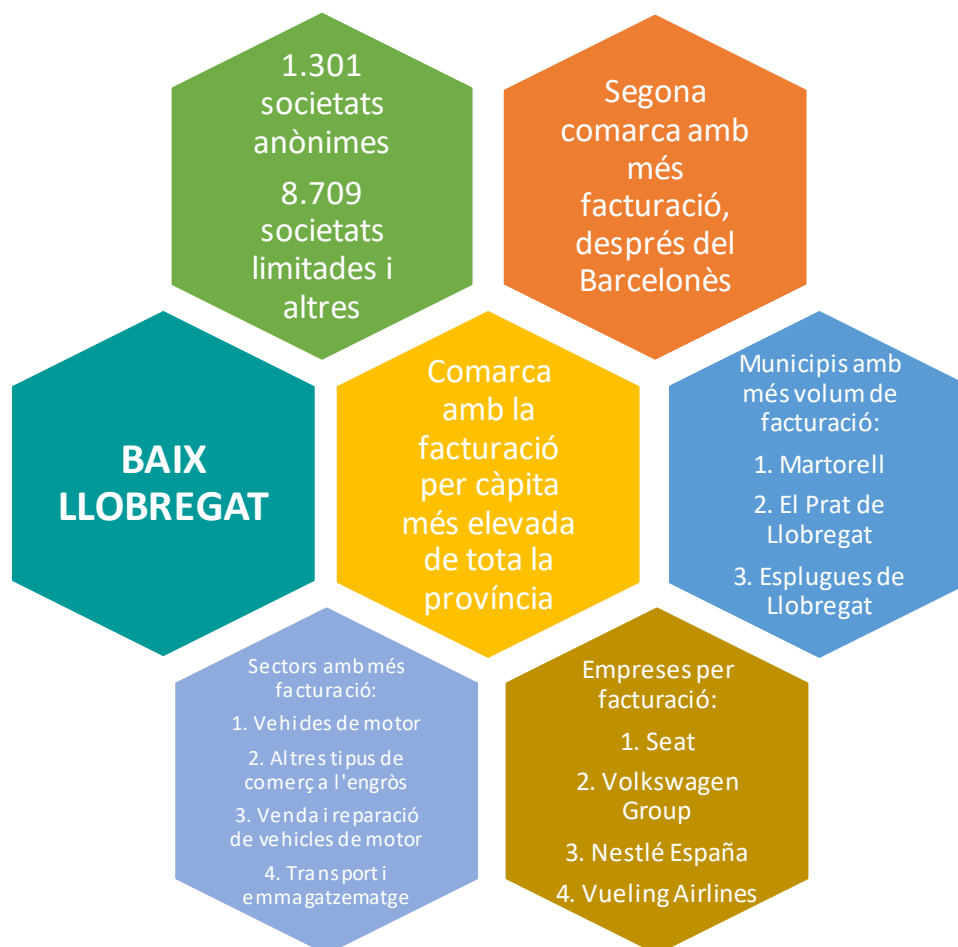 1.301
societats
anònimes
8.709
societats
limitades i
altres
Segona
comarca amb
més
facturació,
després del
Barcelonès
BAIX
LLOBREGAT
Comarca
amb la
facturació
per càpita
més elevada
de tota la
província
Municipis amb
més volum de
facturació:
1. Martorell
2. El Prat de
Llobregat
3. Esplugues de
Llobregat
Sectors amb més
facturació:
1. Vehides de motor
2. Altres tipus de
comerç a l'engròs
3. Venda i reparació
de vehicles de motor
4. Transport i
emmagatzematge
Empreses per
facturació:
1. Seat
2. Volkswagen
Group
3. Nestlé España
4. Vueling Airlines